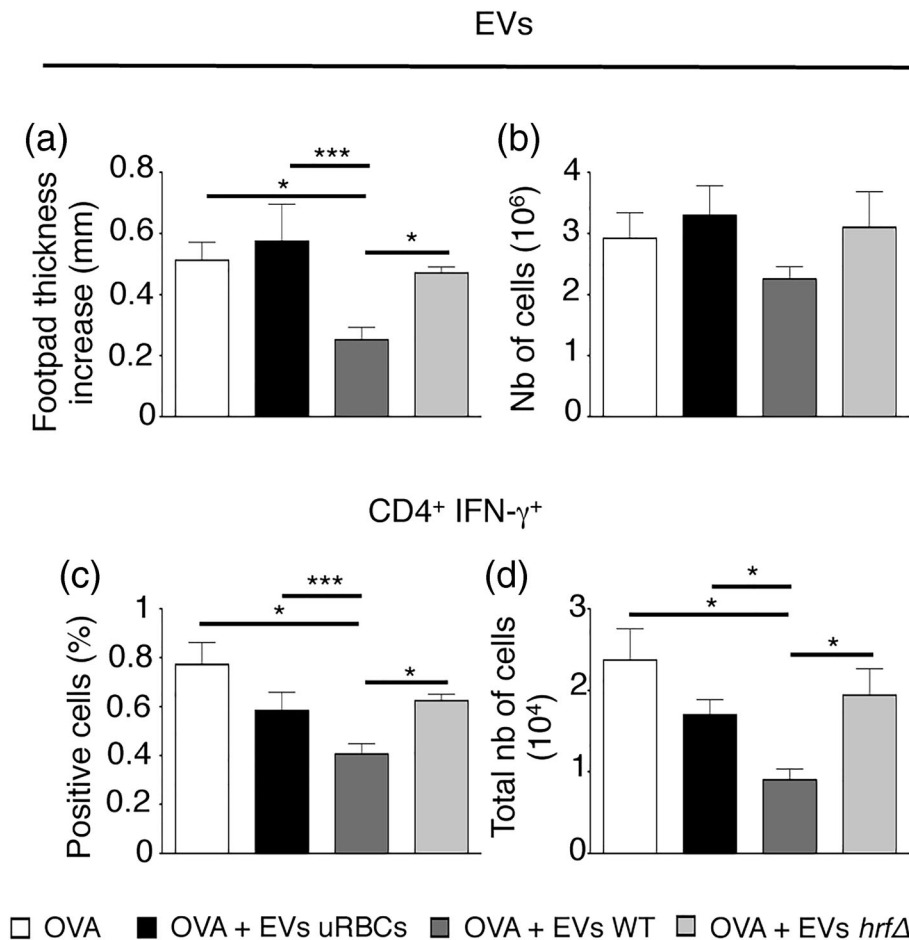 EVs
(a)
Footpad thickness
increase (mm)
0.8
0.6
0.4
0.2
0
***
*
*
(b)
Nb of cells (10⁶)
4
3
2
1
0
CD4⁺ IFN-γ⁺
(c)
Positive cells (%)
1
0.8
0.6
0.4
0.2
0
***
*
*
(d)
Total nb of cells
(10⁴)
3
2
1
0
*
*
*
OVA OVA + EVs uRBCs OVA + EVs WT OVA + EVs hrfΔ